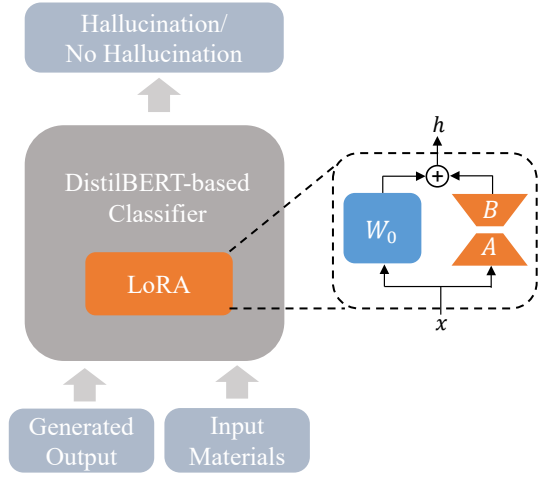 Hallucination/
No Hallucination
DistilBERT-based
Classifier
LoRA
Generated
Output
Input
Materials
h
+
W₀
B
A
x